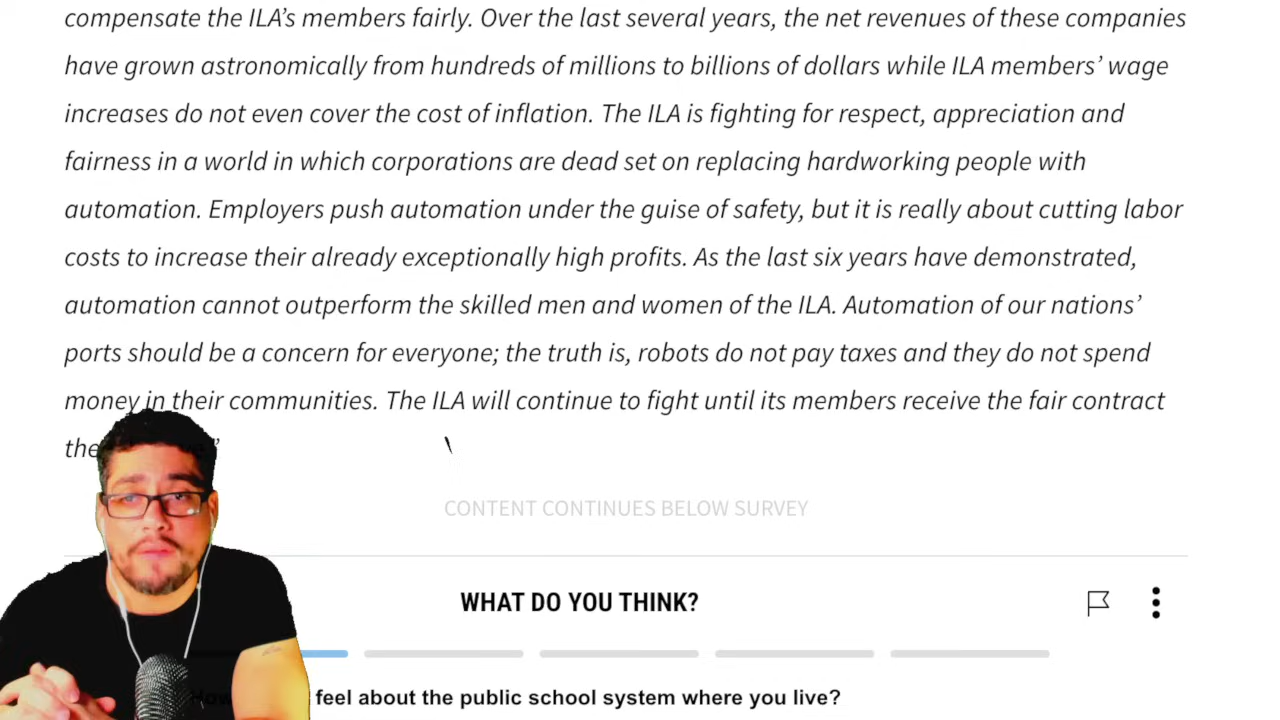 compensate the ILA’s members fairly. Over the last several years, the net revenues of these companies
have grown astronomically from hundreds of millions to billions of dollars while ILA members’ wage
increases do not even cover the cost of inflation. The ILA is fighting for respect, appreciation and
fairness in a world in which corporations are dead set on replacing hardworking people with
automation. Employers push automation under the guise of safety, but it is really about cutting labor
costs to increase their already exceptionally high profits. As the last six years have demonstrated,
automation cannot outperform the skilled men and women of the ILA. Automation of our nations’
ports should be a concern for everyone; the truth is, robots do not pay taxes and they do not spend
money in their communities. The ILA will continue to fight until its members receive the fair contract
CONTENT CONTINUES BELOW SURVEY
WHAT DO YOU THINK?
feel about the public school system where you live?